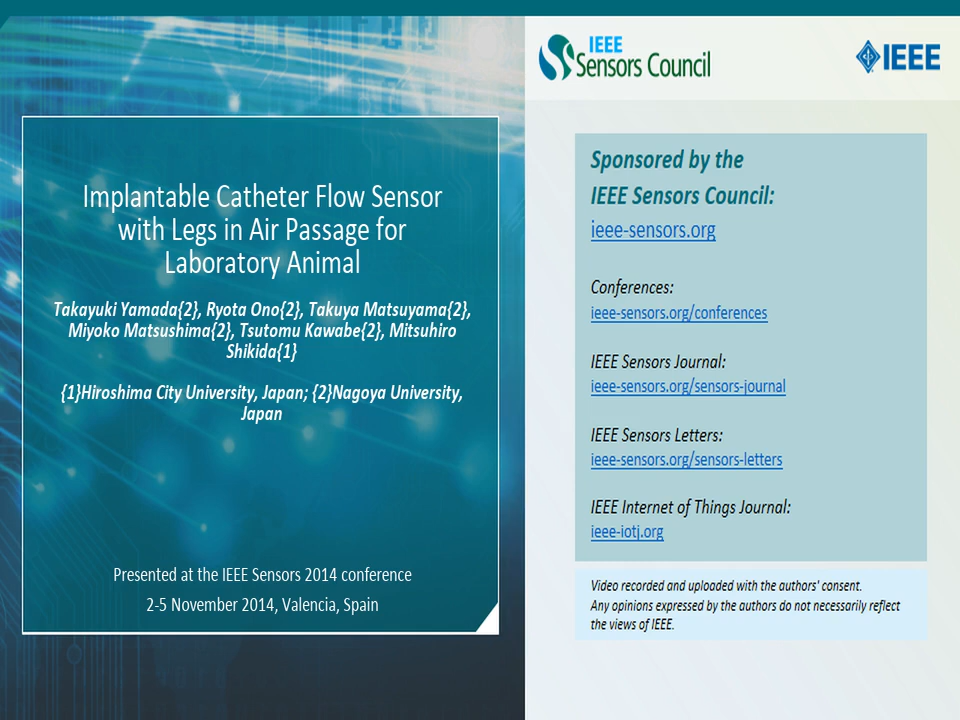 IEEE
Sensors Council
IEEE
Implantable Catheter Flow Sensor
with Legs in Air Passage for
Laboratory Animal
Takayuki Yamada{2}, Ryota Ono{2}, Takuya Matsuyama{2},
Miyoko Matsushima{2}, Tsutomu Kawabe{2}, Mitsuhiro
Shikida{1}
{1}Hiroshima City University, Japan; {2}Nagoya University,
Japan
Presented at the IEEE Sensors 2014 conference
2-5 November 2014, Valencia, Spain
Sponsored by the
IEEE Sensors Council:
ieee-sensors.org
Conferences:
ieee-sensors.org/conferences
IEEE Sensors Journal:
ieee-sensors.org/sensors-journal
IEEE Sensors Letters:
ieee-sensors.org/sensors-letters
IEEE Internet of Things Journal:
ieee-iotj.org
Video recorded and uploaded with the authors' consent.
Any opinions expressed by the authors do not necessarily reflect
the views of IEEE.